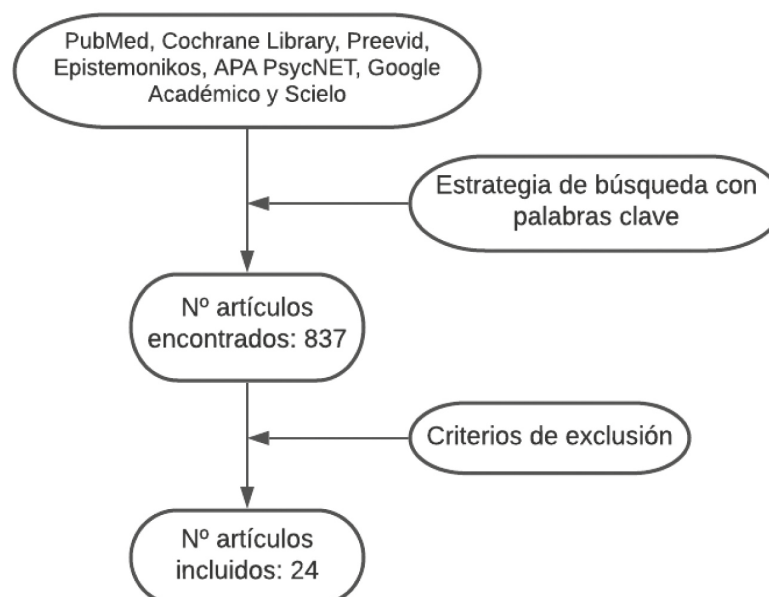 PubMed, Cochrane Library, Preevid,
Epistemonikos, APA PsycNET, Google
Académico y Scielo
Estrategia de búsqueda con
palabras clave
Nº artículos
encontrados: 837
Criterios de exclusión
Nº artículos
incluidos: 24